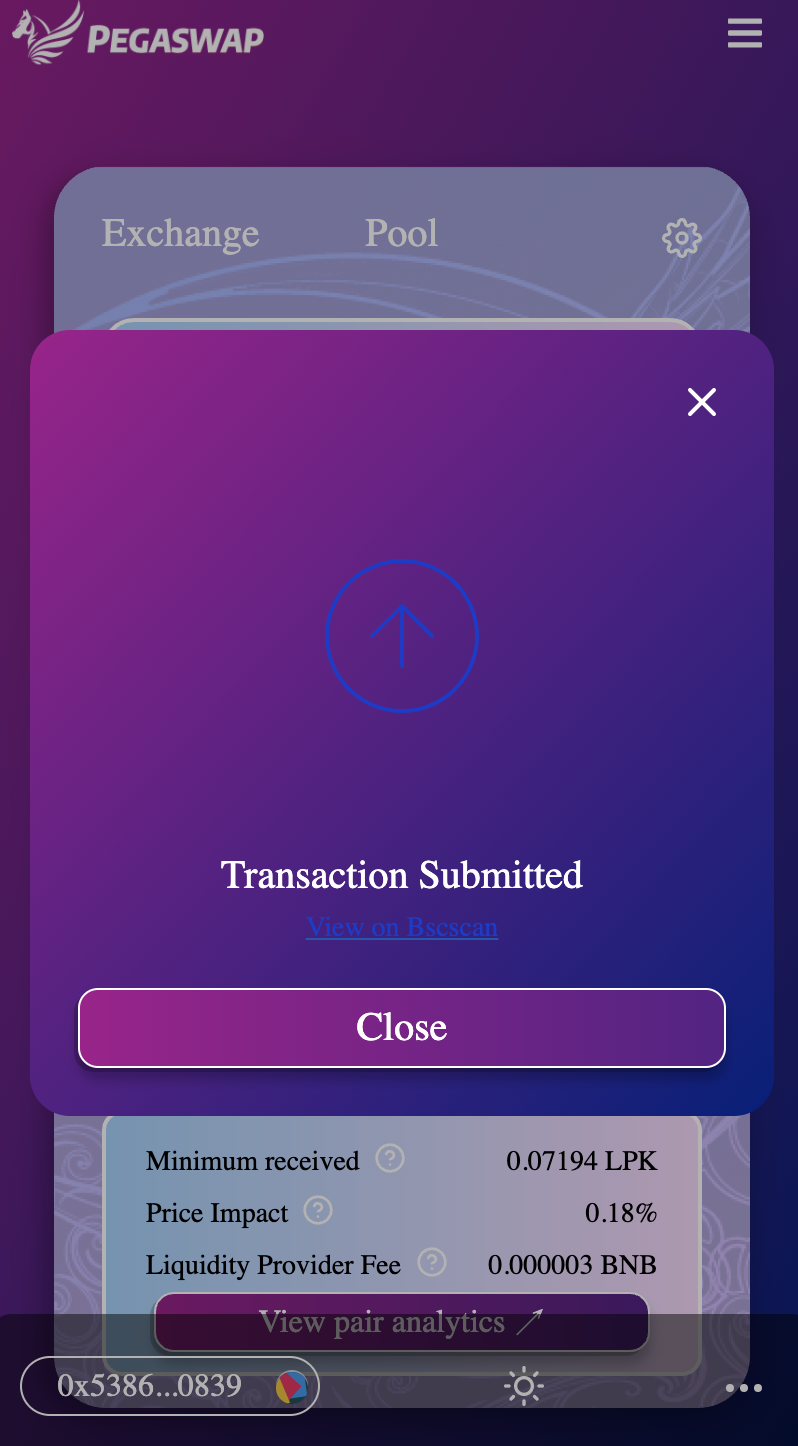 PEGASWAP
Exchange Pool
Transaction Submitted
View on Bscscan
Close
Minimum received ? 0.07194 LPK
Price Impact ? 0.18%
Liquidity Provider Fee ? 0.000003 BNB
View pair analytics ↗
0x5386...0839